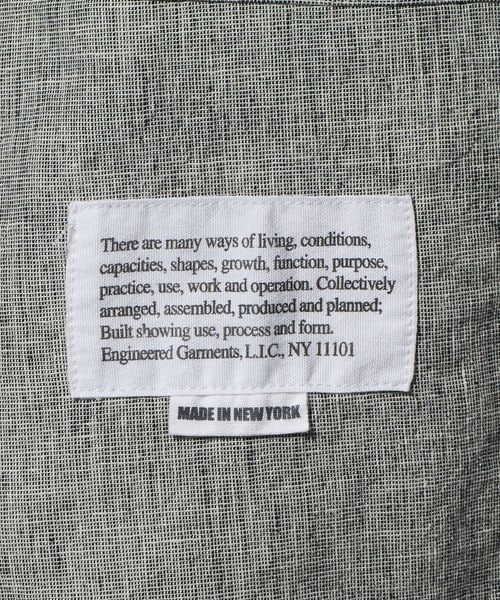 There are many ways of living, conditions,
capacities, shapes, growth, function, purpose,
practice, use, work and operation. Collectively
arranged, assembled, produced and planned;
Built showing use, process and form.
Engineered Garments, L.I.C., NY 11101
MADE IN NEW YORK